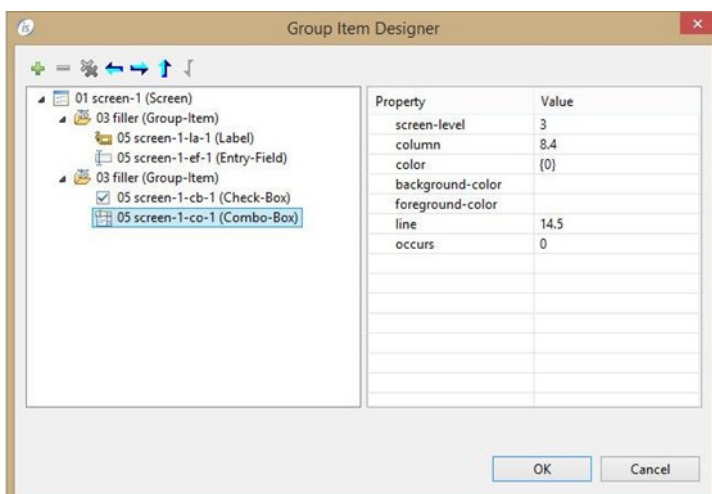 is
Group Item Designer
01 screen-1 (Screen)
03 filler (Group-Item)
05 screen-1-la-1 (Label)
05 screen-1-ef-1 (Entry-Field)
03 filler (Group-Item)
05 screen-1-cb-1 (Check-Box)
05 screen-1-co-1 (Combo-Box)
Property Value
screen-level 3
column 8.4
color {0}
background-color
foreground-color
line 14.5
occurs 0
OK Cancel